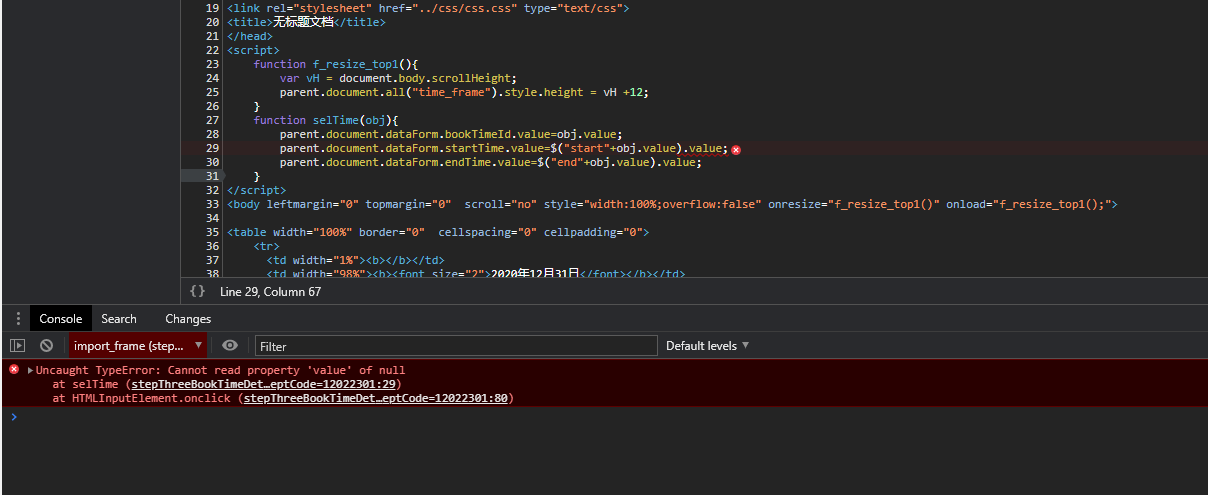 19 <link rel="stylesheet" href="../css/css.css" type="text/css">
20 <title>无标题文档</title>
21 </head>
22 <script>
23 function f_resize_top1(){
24 var vH = document.body.scrollHeight;
25 parent.document.all("time_frame").style.height = vH +12;
26 }
27 function selTime(obj){
28 parent.document.dataForm.bookTimeId.value=obj.value;
29 parent.document.dataForm.startTime.value=$("start"+obj.value).value;
30 parent.document.dataForm.endTime.value=$("end"+obj.value).value;
31 }
32 </script>
33 <body leftmargin="0" topmargin="0" scroll="no" style="width:100%;overflow:false" onresize="f_resize_top1()" onload="f_resize_top1();">
34
35 <table width="100%" border="0" cellspacing="0" cellpadding="0">
36 <tr>
37 <td width="1%"><b></b></td>
38 <td width="98%"><b><font size="2">2020年12月31日</font></b></td>
{} Line 29, Column 67
Console Search Changes
import_frame (step... ▼ Filter Default levels ▼
Uncaught TypeError: Cannot read property 'value' of null
at selTime (stepThreeBookTimeDet…eptCode=12022301:29)
at HTMLInputElement.onclick (stepThreeBookTimeDet…eptCode=12022301:80)